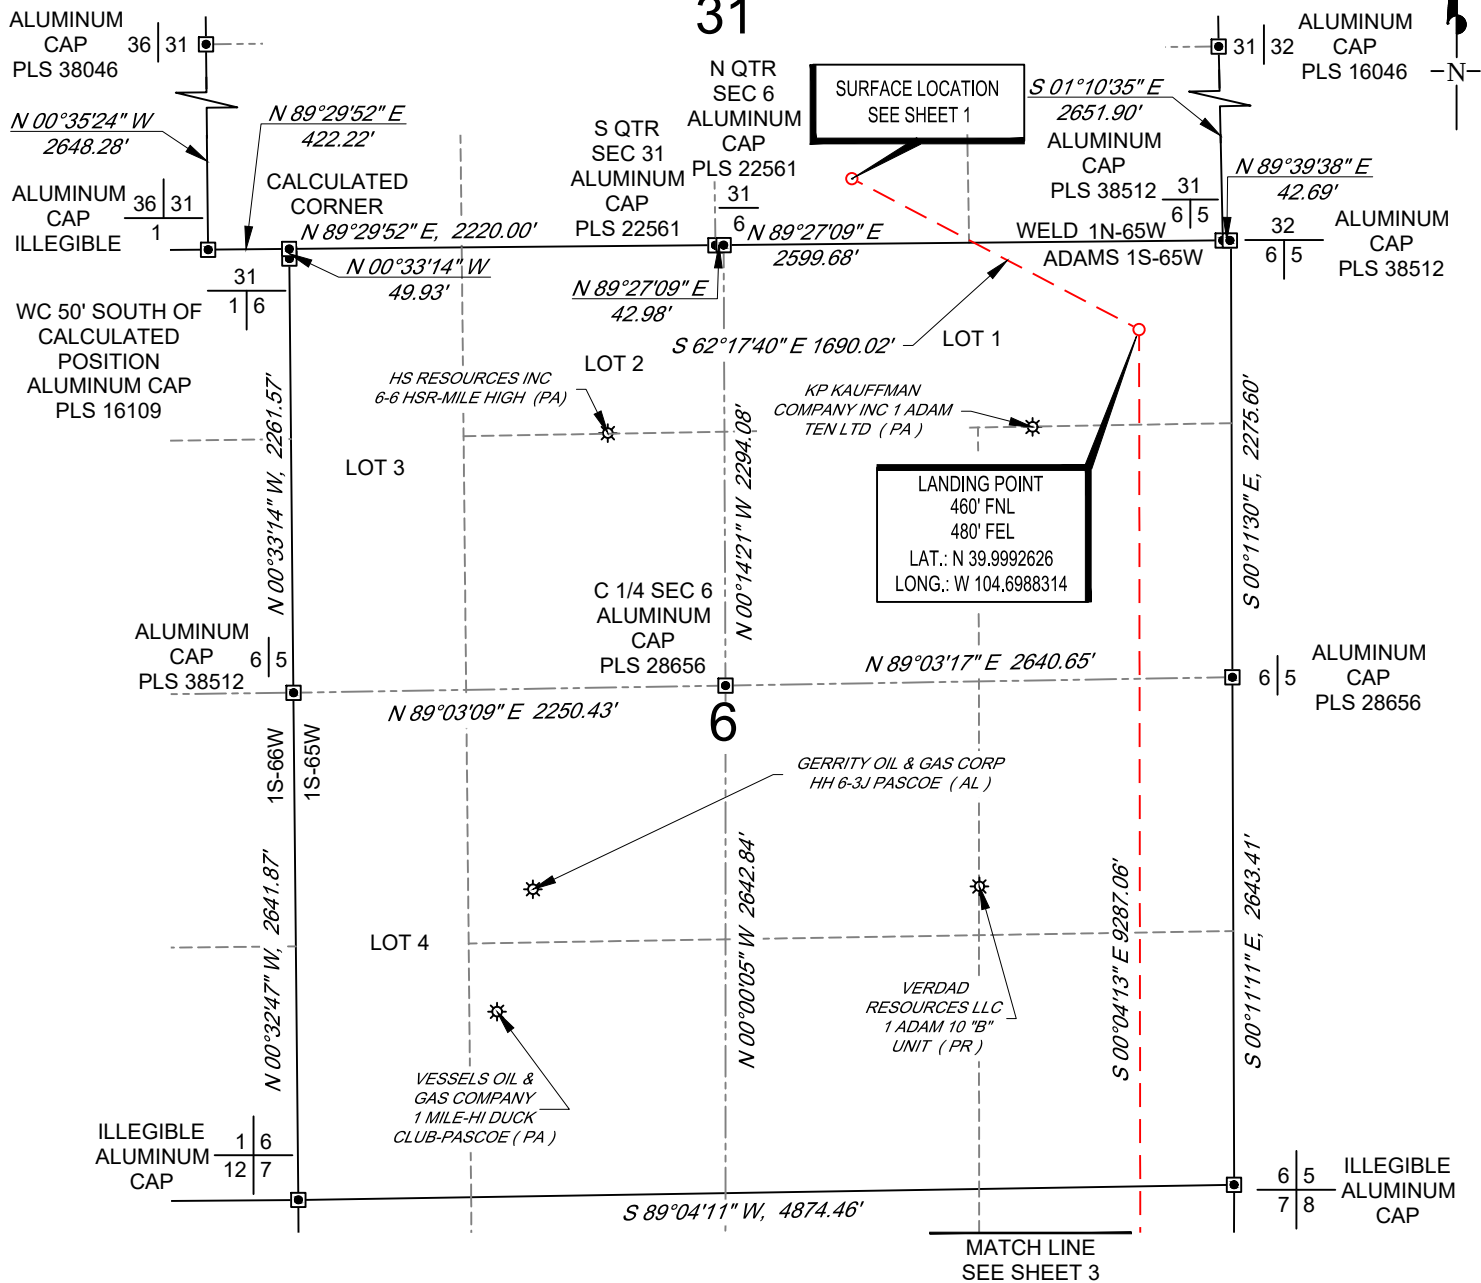 31
ALUMINUM
CAP
PLS 38046
36 31
N 00°35'24" W
2648.28'
N 89°29'52" E
422.22'
ALUMINUM
CAP
ILLEGIBLE
36 31
1
CALCULATED
CORNER
N 89°29'52" E, 2220.00'
S QTR
SEC 31
ALUMINUM
CAP
PLS 22561
N QTR
SEC 6
ALUMINUM
CAP
PLS 22561
31
6
SURFACE LOCATION
SEE SHEET 1
S 01°10'35" E
2651.90'
31 32
ALUMINUM
CAP
PLS 16046
N
ALUMINUM
CAP
PLS 38512
31
6 5
N 89°39'38" E
42.69'
32
6 5
ALUMINUM
CAP
PLS 38512
N 89°27'09" E
2599.68'
WELD 1N-65W
ADAMS 1S-65W
N 00°33'14" W
49.93'
N 89°27'09" E
42.98'
31
1 6
WC 50' SOUTH OF
CALCULATED
POSITION
ALUMINUM CAP
PLS 16109
S 62°17'40" E 1690.02'
LOT 1
LOT 2
HS RESOURCES INC
6-6 HSR-MILE HIGH (PA)
KP KAUFFMAN
COMPANY INC 1 ADAM
TEN LTD ( PA )
N 00°33'14" W, 2261.57'
LOT 3
N 00°14'21" W 2294.08'
LANDING POINT
460' FNL
480' FEL
LAT.: N 39.9992626
LONG.: W 104.6988314
S 00°11'30" E, 2275.60'
ALUMINUM
CAP
PLS 38512
6 5
C 1/4 SEC 6
ALUMINUM
CAP
PLS 28656
N 89°03'17" E 2640.65'
6 5
ALUMINUM
CAP
PLS 28656
N 89°03'09" E 2250.43'
6
1S-66W
1S-65W
GERRITY OIL & GAS CORP
HH 6-3J PASCOE ( AL )
N 00°32'47" W, 2641.87'
LOT 4
N 00°00'05" W 2642.84'
VERDAD
RESOURCES LLC
1 ADAM 10 "B"
UNIT ( PR )
S 00°04'13" E 9287.06'
S 00°11'11" E, 2643.41'
VESSELS OIL &
GAS COMPANY
1 MILE-HI DUCK
CLUB-PASCOE ( PA )
ILLEGIBLE
ALUMINUM
CAP
1 6
12 7
S 89°04'11" W, 4874.46'
6 5
7 8
ILLEGIBLE
ALUMINUM
CAP
MATCH LINE
SEE SHEET 3